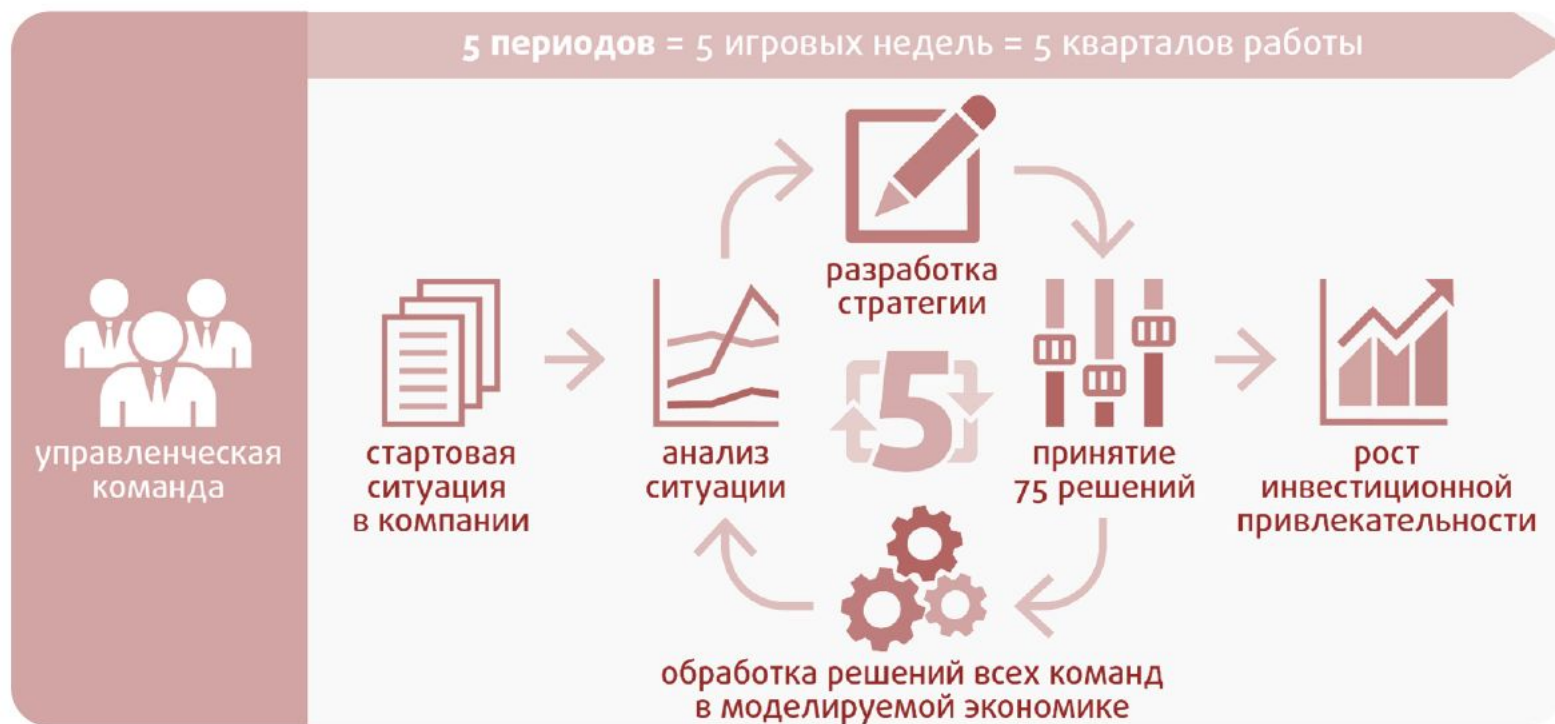 5 периодов = 5 игровых недель = 5 кварталов работы
управленческая
команда
стартовая
ситуация
в компании
анализ
ситуации
разработка
стратегии
5
принятие
75 решений
рост
инвестиционной
привлекательности
обработка решений всех команд
в моделируемой экономике